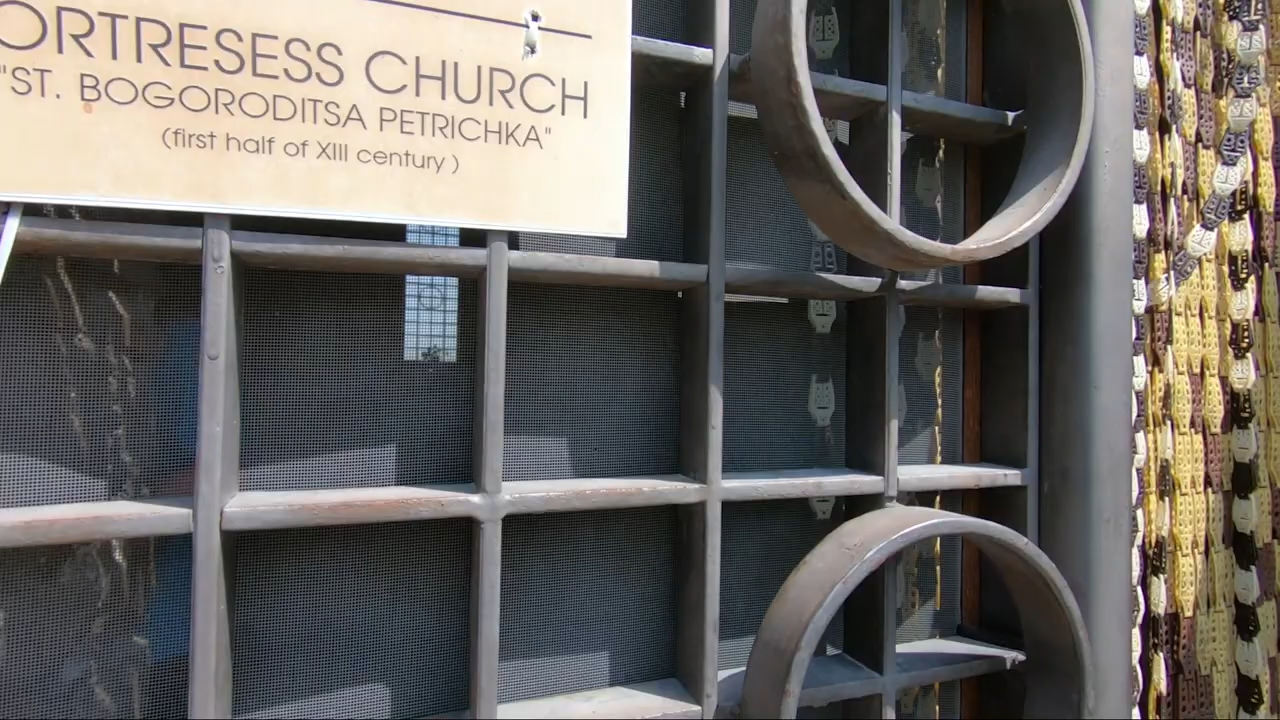 ORTRESESS CHURCH
"ST. BOGORODITSA PETRICHKA"
(first half of XIII century )